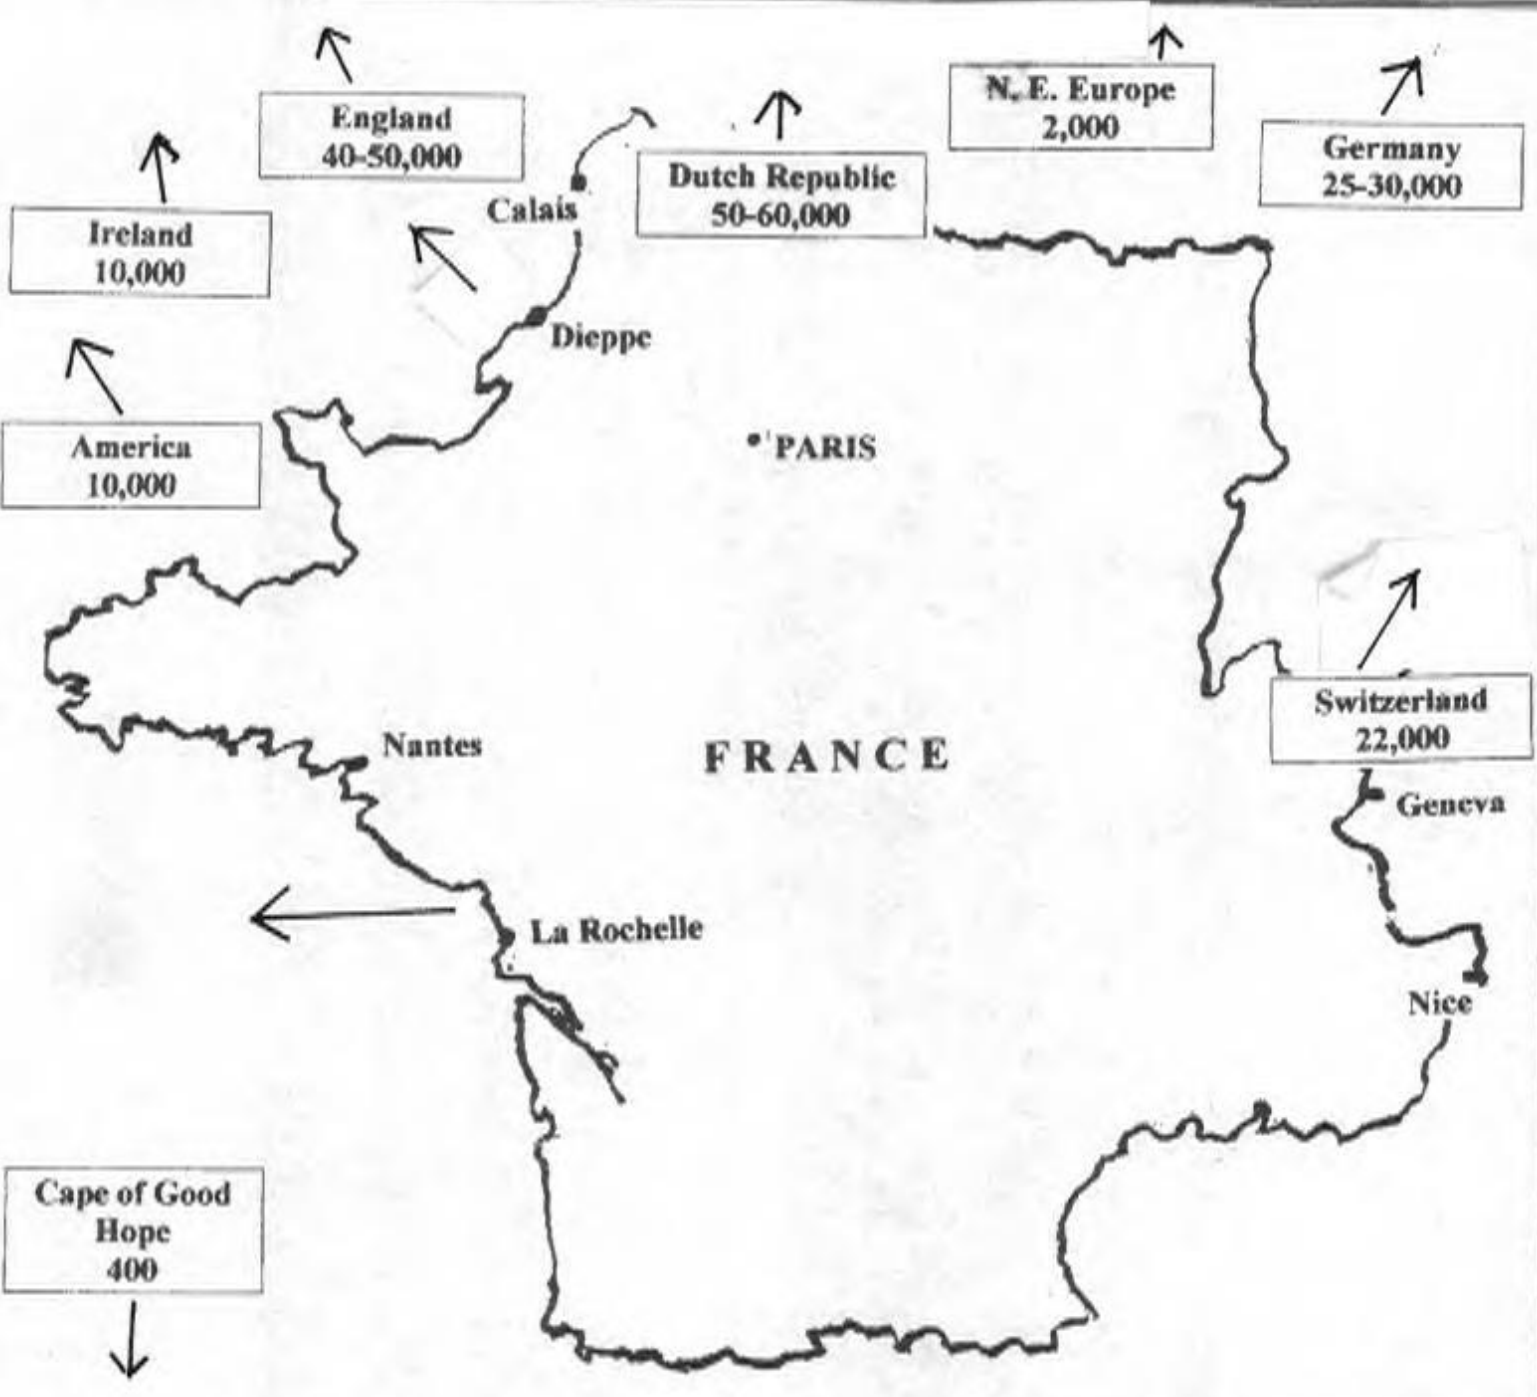 N. E. Europe
2,000
England
40-50,000
Germany
25-30,000
Dutch Republic
50-60,000
Calais
Ireland
10,000
Dieppe
America
10,000
PARIS
Switzerland
22,000
Nantes
FRANCE
Geneva
La Rochelle
Nice
Cape of Good
Hope
400